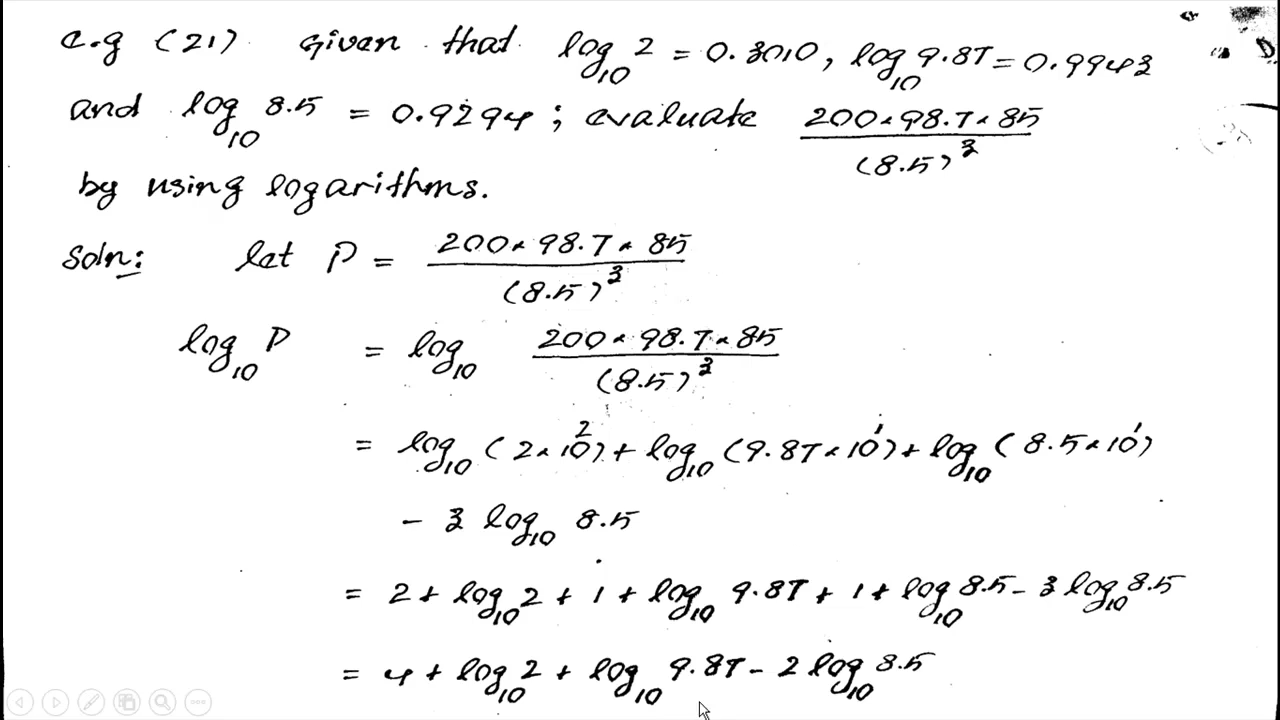 e.g (21) Given that log₁₀ 2 = 0.3010, log₁₀ 9.87 = 0.9943
and log₁₀ 8.5 = 0.9294; evaluate (200 × 98.7 × 85)/(8.5)³
by using logarithms.
Soln: let P = (200 × 98.7 × 85)/(8.5)³
log₁₀ P = log₁₀ (200 × 98.7 × 85)/(8.5)³
= log₁₀ (2 × 10²) + log₁₀ (9.87 × 10¹) + log₁₀ (8.5 × 10¹)
- 3 log₁₀ 8.5
= 2 + log₁₀ 2 + 1 + log₁₀ 9.87 + 1 + log₁₀ 8.5 - 3 log₁₀ 8.5
= 4 + log₁₀ 2 + log₁₀ 9.87 - 2 log₁₀ 8.5